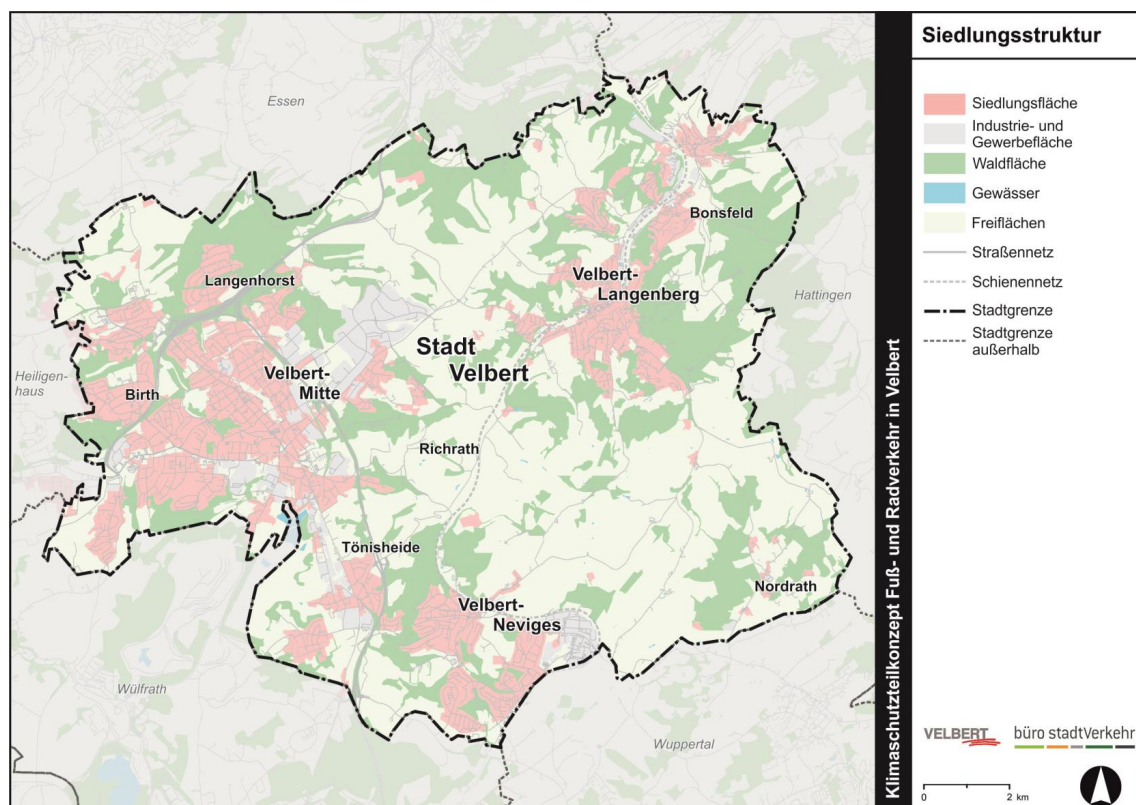 Siedlungsstruktur
Siedlungsfläche
Industrie- und
Gewerbefläche
Waldfläche
Gewässer
Freiflächen
Straßennetz
Schienennetz
Stadtgrenze
Stadtgrenze
außerhalb
Essen
Bonsfeld
Langenhorst
Velbert-
Langenberg
Hattingen
Stadt
Velbert
Heiligen-
haus
Birth
Velbert-
Mitte
Richrath
Tönisheide
Nordrath
Velbert-
Neviges
Wülfrath
Wuppertal
Klimaschutzteilkonzept Fuß- und Radverkehr in Velbert
VELBERT
büro stadtVerkehr
0 2 km